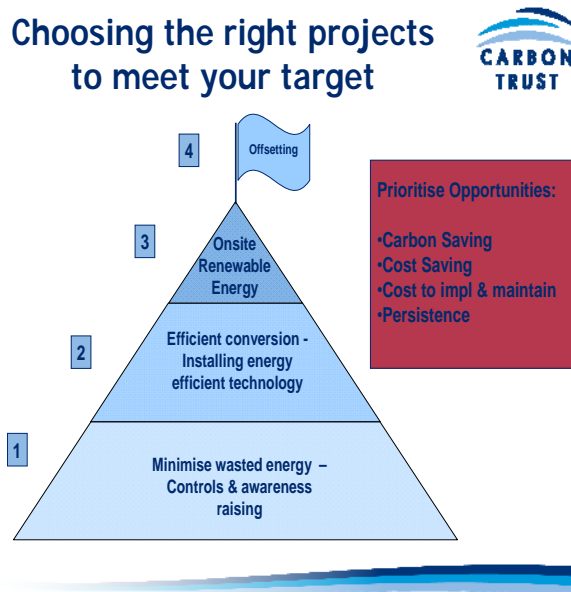 Choosing the right projects
to meet your target
CARBON
TRUST
4
Offsetting
3
Onsite
Renewable
Energy
2
Efficient conversion -
Installing energy
efficient technology
1
Minimise wasted energy –
Controls & awareness
raising
Prioritise Opportunities:
•Carbon Saving
•Cost Saving
•Cost to impl & maintain
•Persistence